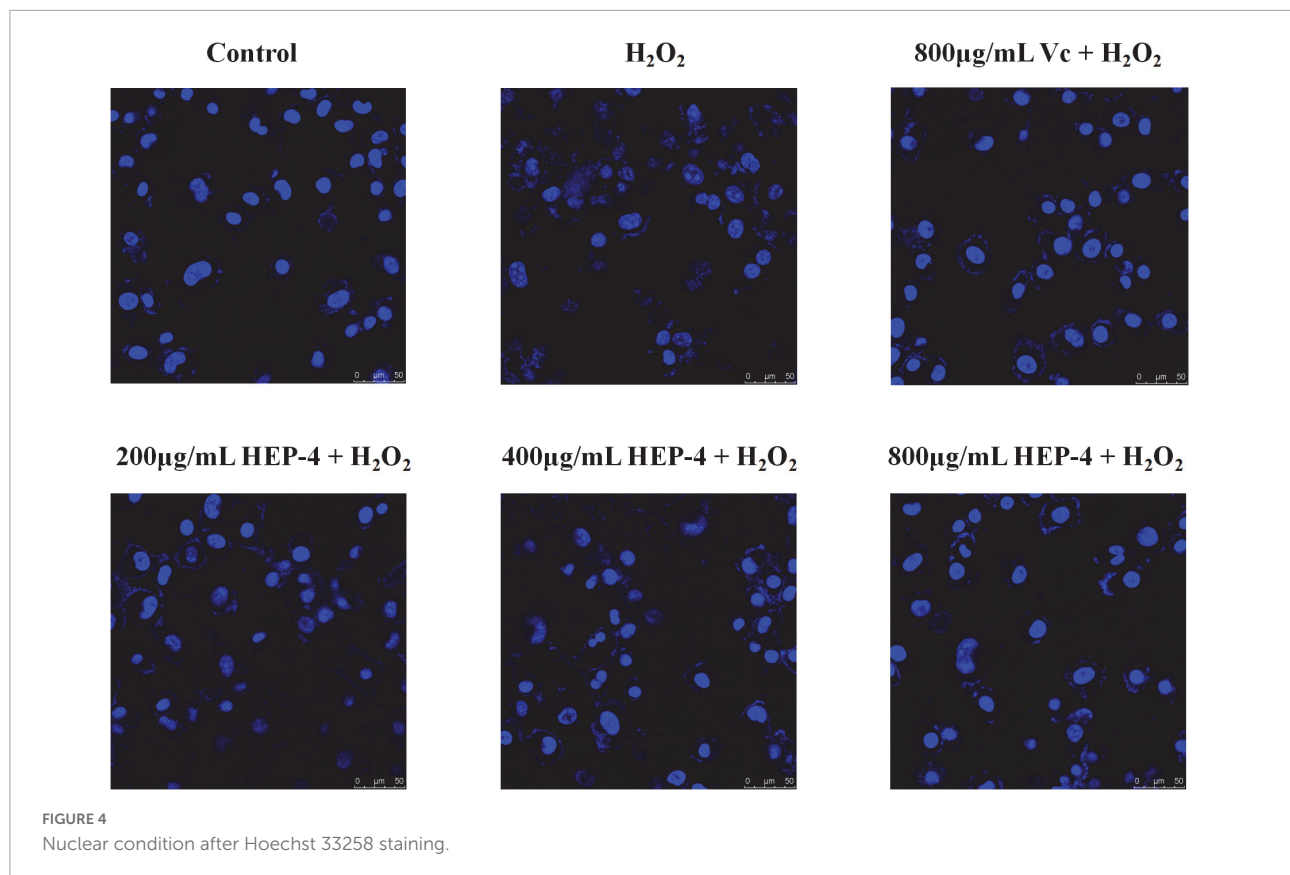 Control
H₂O₂
800µg/mL Vc + H₂O₂
0 µm 50
0 µm 50
0 µm 50
200µg/mL HEP-4 + H₂O₂
400µg/mL HEP-4 + H₂O₂
800µg/mL HEP-4 + H₂O₂
0 µm 50
0 µm 50
0 µm 50
FIGURE 4
Nuclear condition after Hoechst 33258 staining.